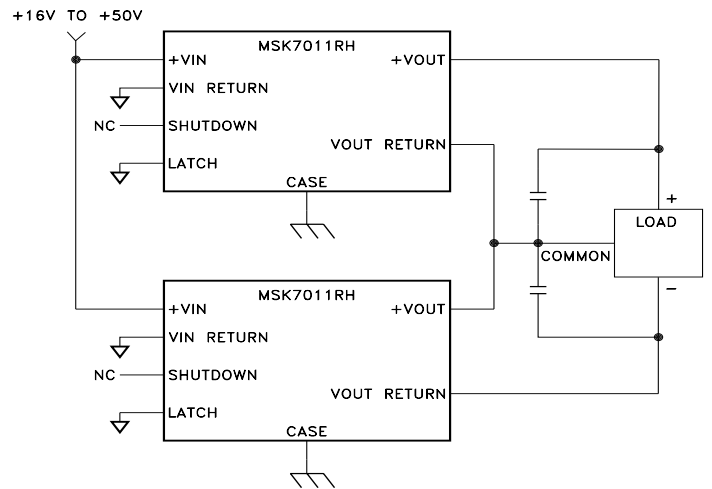 +16V TO +50V
MSK7011RH
+VIN
+VOUT
VIN RETURN
NC
SHUTDOWN
VOUT RETURN
LATCH
CASE
+
LOAD
COMMON
−
MSK7011RH
+VIN
+VOUT
VIN RETURN
NC
SHUTDOWN
VOUT RETURN
LATCH
CASE